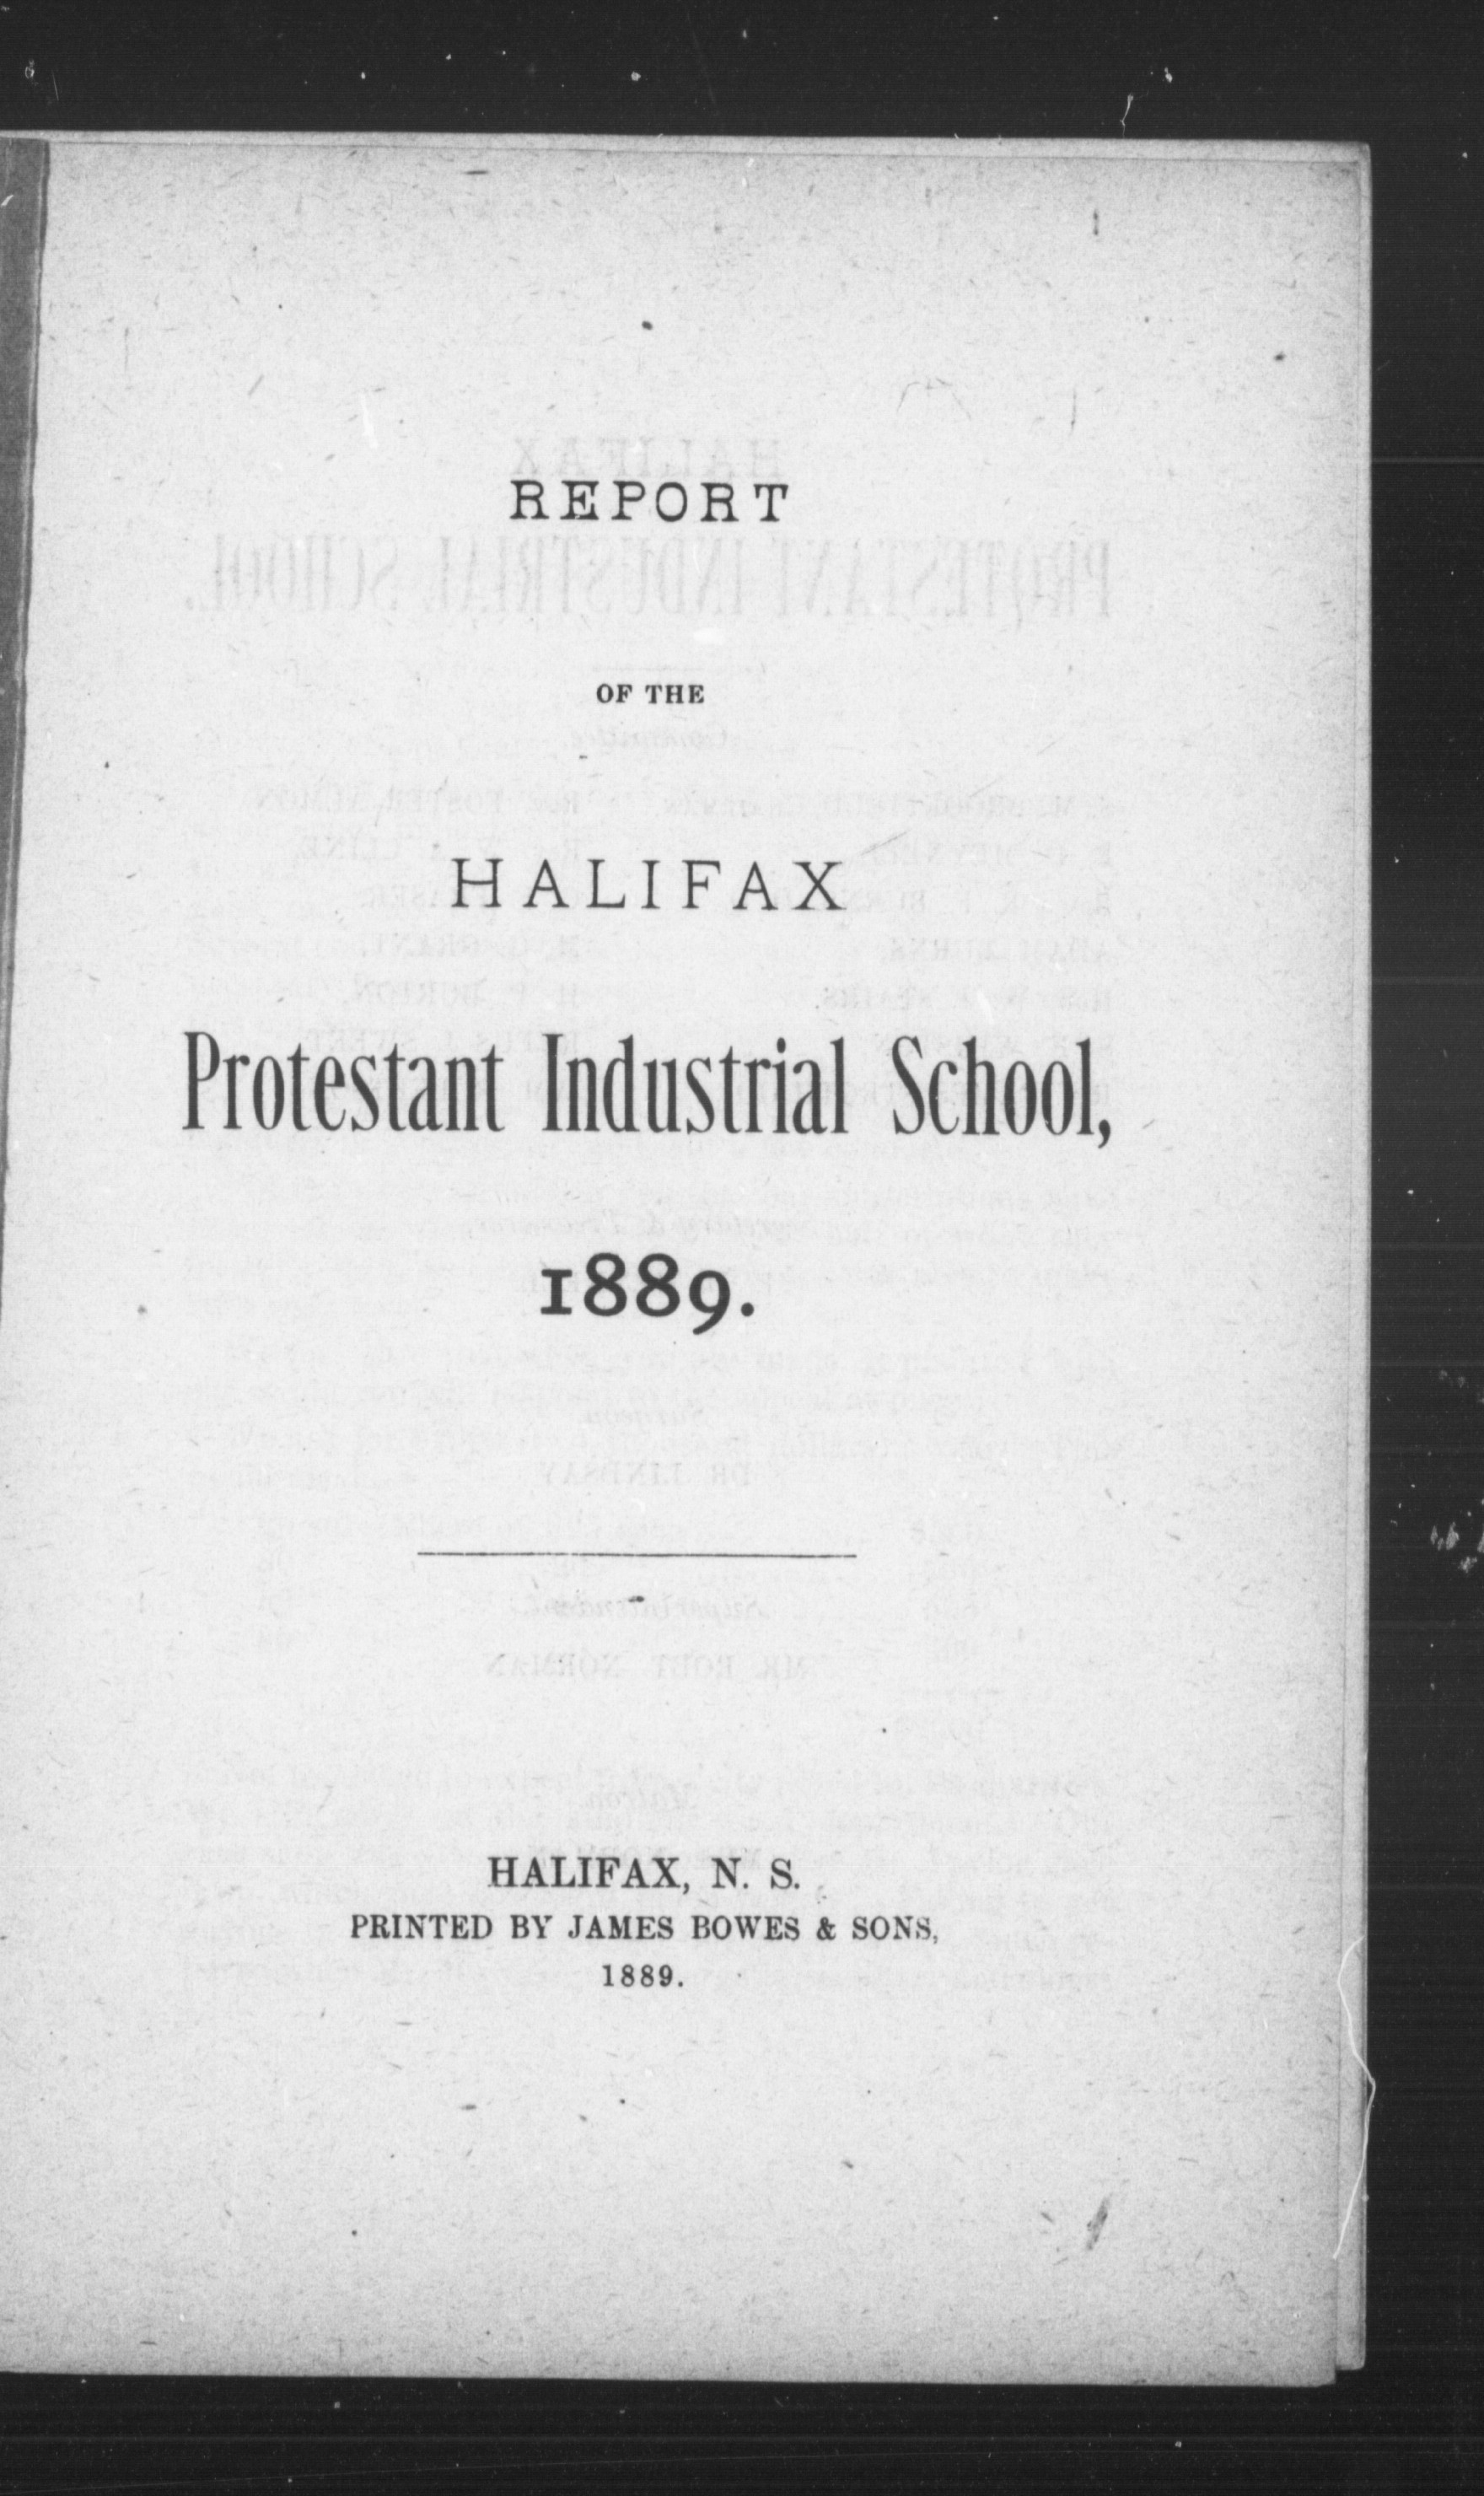 REPORT
OF THE
HALIFAX
Protestant Industrial School,
1889.
HALIFAX, N. S.
PRINTED BY JAMES BOWES & SONS,
1889.